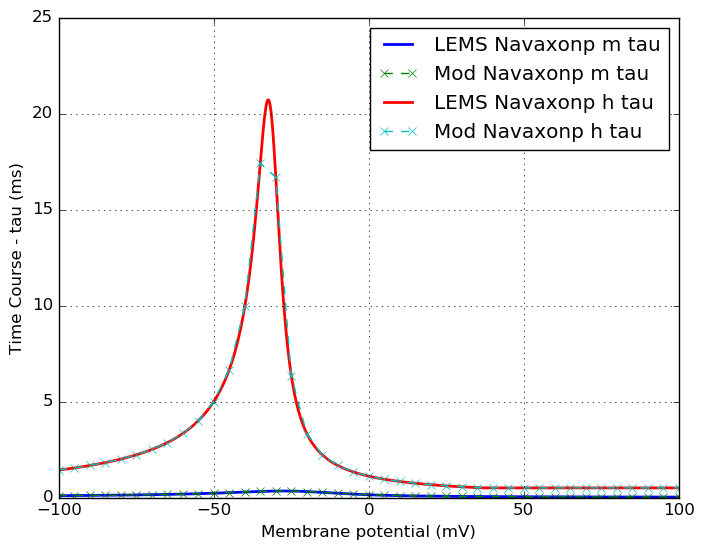 25
20
15
10
5
0
Time Course - tau (ms)
LEMS Navaxonp m tau
Mod Navaxonp m tau
LEMS Navaxonp h tau
Mod Navaxonp h tau
−100
−50
0
50
100
Membrane potential (mV)